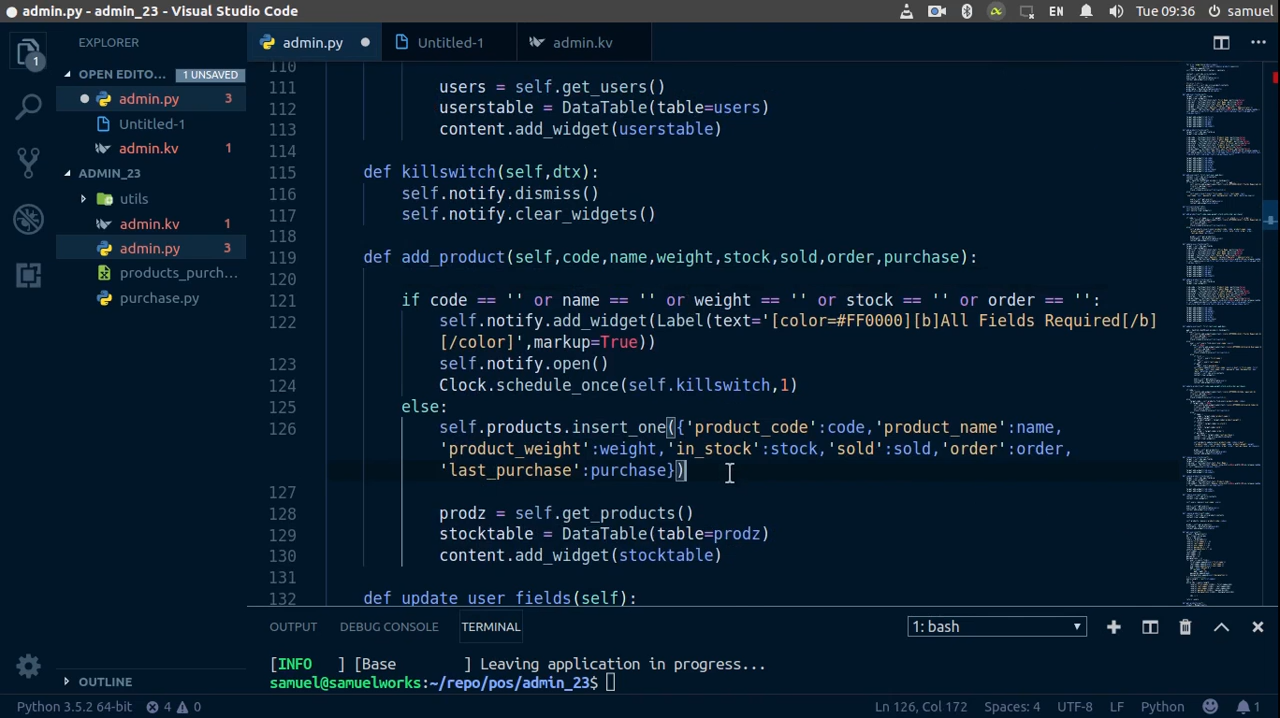 admin.py - admin_23 - Visual Studio Code
EN
Tue 09:36
samuel
EXPLORER
OPEN EDITO...
1 UNSAVED
admin.py
3
Untitled-1
admin.kv
1
ADMIN_23
utils
admin.kv
1
admin.py
3
products_purch...
purchase.py
OUTLINE
1
admin.py
Untitled-1
admin.kv
110
111 users = self.get_users()
112 userstable = DataTable(table=users)
113 content.add_widget(userstable)
114
115 def killswitch(self,dtx):
116 self.notify.dismiss()
117 self.notify.clear_widgets()
118
119 def add_product(self,code,name,weight,stock,sold,order,purchase):
120
121 if code == '' or name == '' or weight == '' or stock == '' or order == '':
122 self.notify.add_widget(Label(text='[color=#FF0000][b]All Fields Required[/b]
[/color]',markup=True))
123 self.notify.open()
124 Clock.schedule_once(self.killswitch,1)
125 else:
126 self.products.insert_one({'product_code':code,'product_name':name,
'product_weight':weight,'in_stock':stock,'sold':sold,'order':order,
'last_purchase':purchase})
127
128 prodz = self.get_products()
129 stocktable = DataTable(table=prodz)
130 content.add_widget(stocktable)
131
132 def update_user_fields(self):
OUTPUT DEBUG CONSOLE TERMINAL
1: bash
[INFO ] [Base ] Leaving application in progress...
samuel@samuelworks:~/repo/pos/admin_23$
Python 3.5.2 64-bit 4 0 Ln 126, Col 172 Spaces: 4 UTF-8 LF Python 1